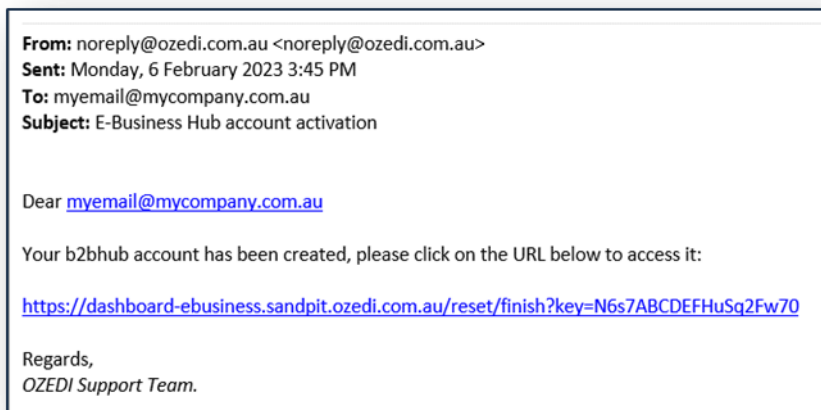 From: noreply@ozedi.com.au <noreply@ozedi.com.au>
Sent: Monday, 6 February 2023 3:45 PM
To: myemail@mycompany.com.au
Subject: E-Business Hub account activation
Dear myemail@mycompany.com.au
Your b2bhub account has been created, please click on the URL below to access it:
https://dashboard-ebusiness.sandpit.ozedi.com.au/reset/finish?key=N6s7ABCDEFHuSq2Fw70
Regards,
OZEDI Support Team.